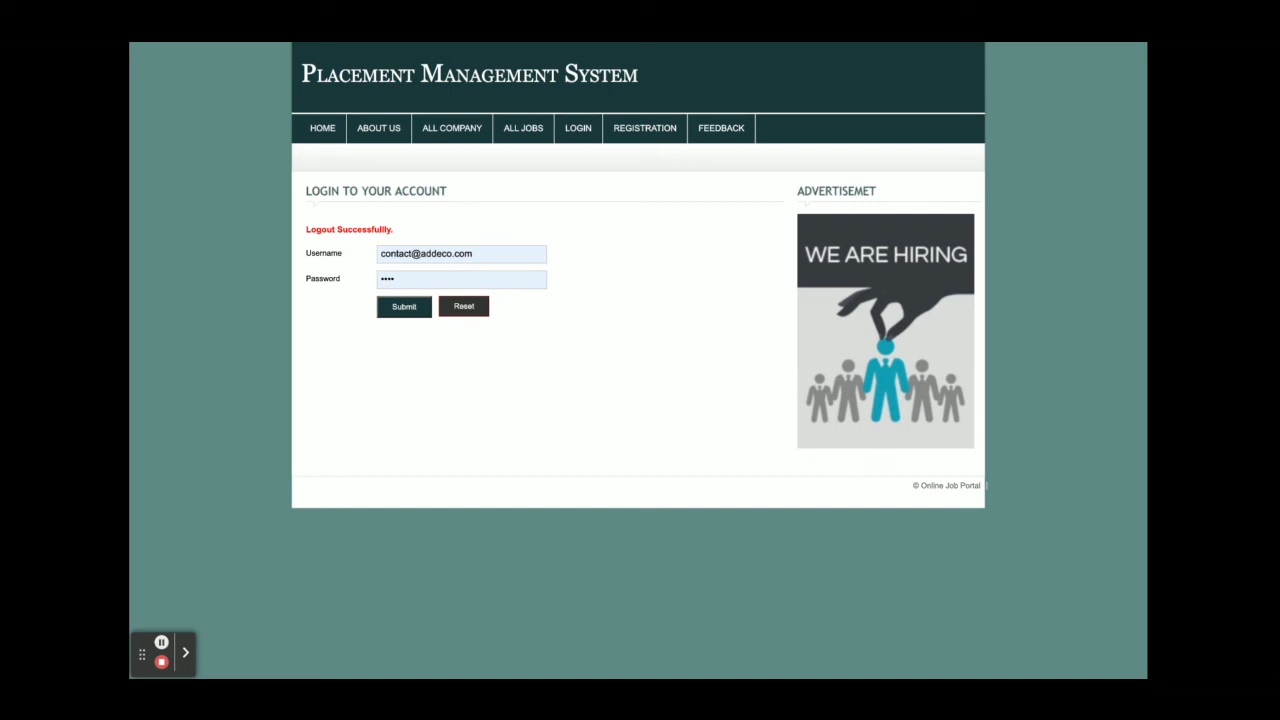 Placement Management System
HOME ABOUT US ALL COMPANY ALL JOBS LOGIN REGISTRATION FEEDBACK
LOGIN TO YOUR ACCOUNT
Logout Successfullly.
Username contact@addeco.com
Password ••••
Submit Reset
ADVERTISEMET
WE ARE HIRING
© Online Job Portal |